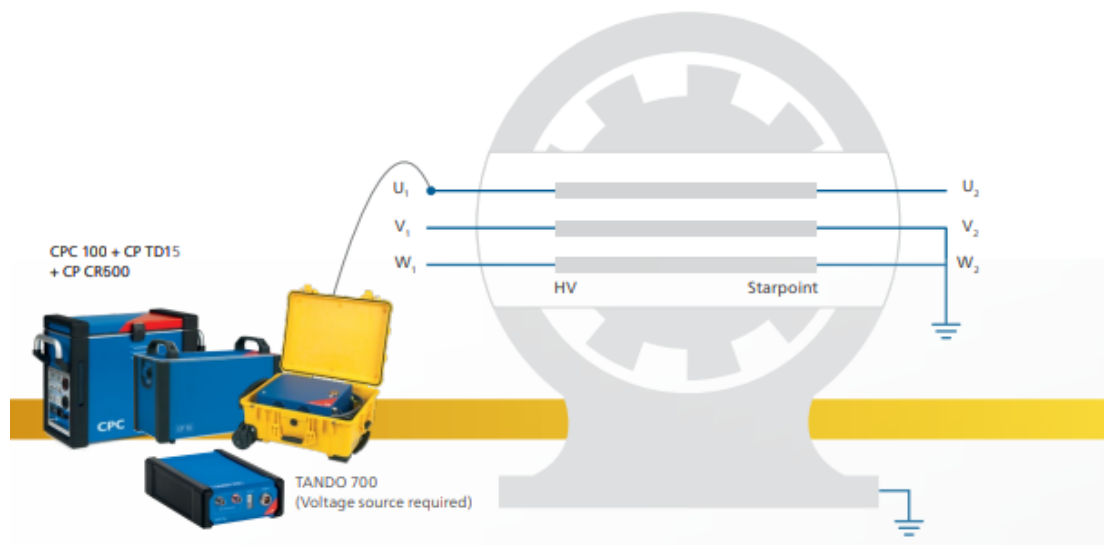 U₁
U₂
V₁
V₂
CPC 100 + CP TD15
+ CP CR600
W₁
W₂
HV
Starpoint
CPC
TANDO 700
(Voltage source required)